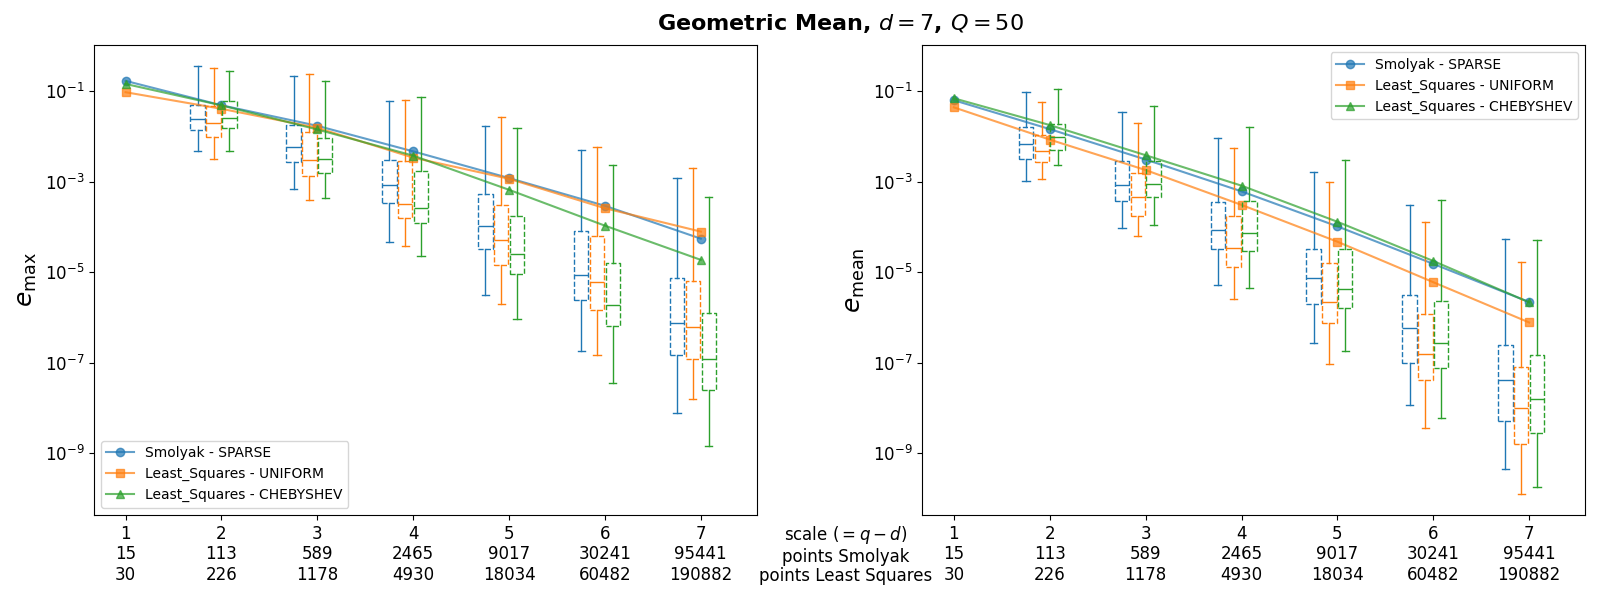 Geometric Mean, d = 7, Q = 50
e_max
10^-1
10^-3
10^-5
10^-7
10^-9
Smolyak - SPARSE
Least_Squares - UNIFORM
Least_Squares - CHEBYSHEV
1 2 3 4 5 6 7
15 113 589 2465 9017 30241 95441
30 226 1178 4930 18034 60482 190882
scale (= q − d)
points Smolyak
points Least Squares
e_mean
10^-1
10^-3
10^-5
10^-7
10^-9
Smolyak - SPARSE
Least_Squares - UNIFORM
Least_Squares - CHEBYSHEV
1 2 3 4 5 6 7
15 113 589 2465 9017 30241 95441
30 226 1178 4930 18034 60482 190882